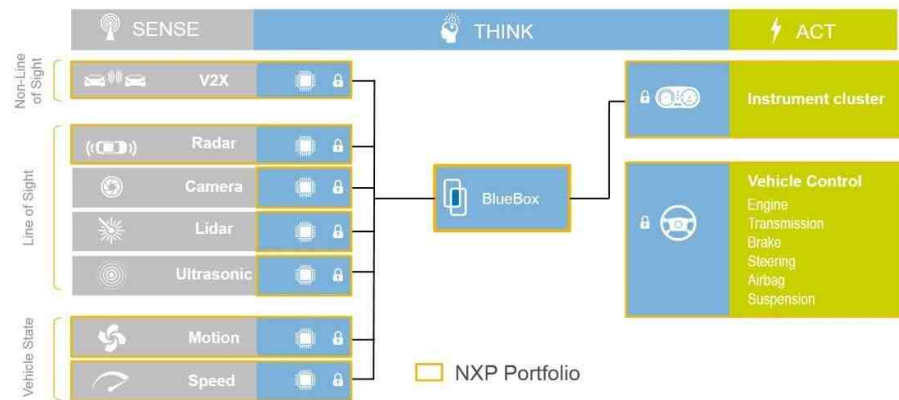 SENSE
THINK
ACT
Non-Line
of Sight
V2X
Line of Sight
Radar
Camera
Lidar
Ultrasonic
Vehicle State
Motion
Speed
BlueBox
Instrument cluster
Vehicle Control
Engine
Transmission
Brake
Steering
Airbag
Suspension
NXP Portfolio